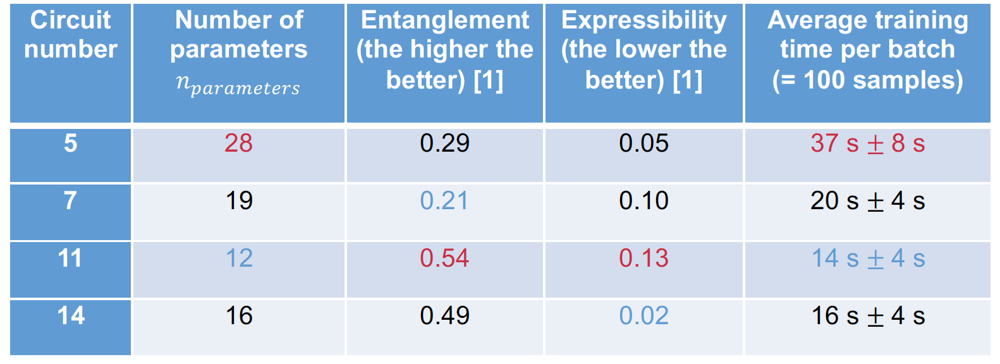 Circuit number
Number of parameters n_parameters
Entanglement (the higher the better) [1]
Expressibility (the lower the better) [1]
Average training time per batch (= 100 samples)
5 28 0.29 0.05 37 s ± 8 s
7 19 0.21 0.10 20 s ± 4 s
11 12 0.54 0.13 14 s ± 4 s
14 16 0.49 0.02 16 s ± 4 s